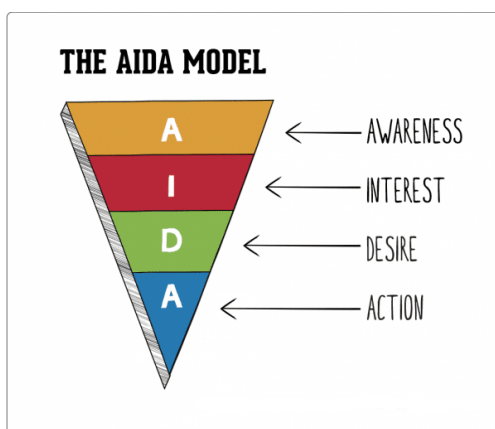 THE AIDA MODEL
A AWARENESS
I INTEREST
D DESIRE
A ACTION